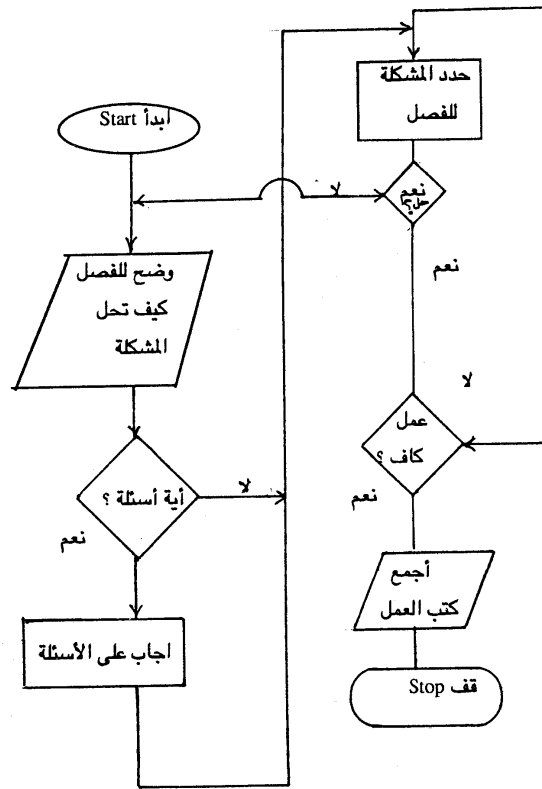 ابدأ Start
وضح للفصل
كيف تحل
المشكلة
أية أسئلة ؟
لا
نعم
اجاب على الأسئلة
حدد المشكلة
للفصل
نعم
حل؟
لا
نعم
عمل
كاف ؟
لا
نعم
أجمع
كتب العمل
قف Stop